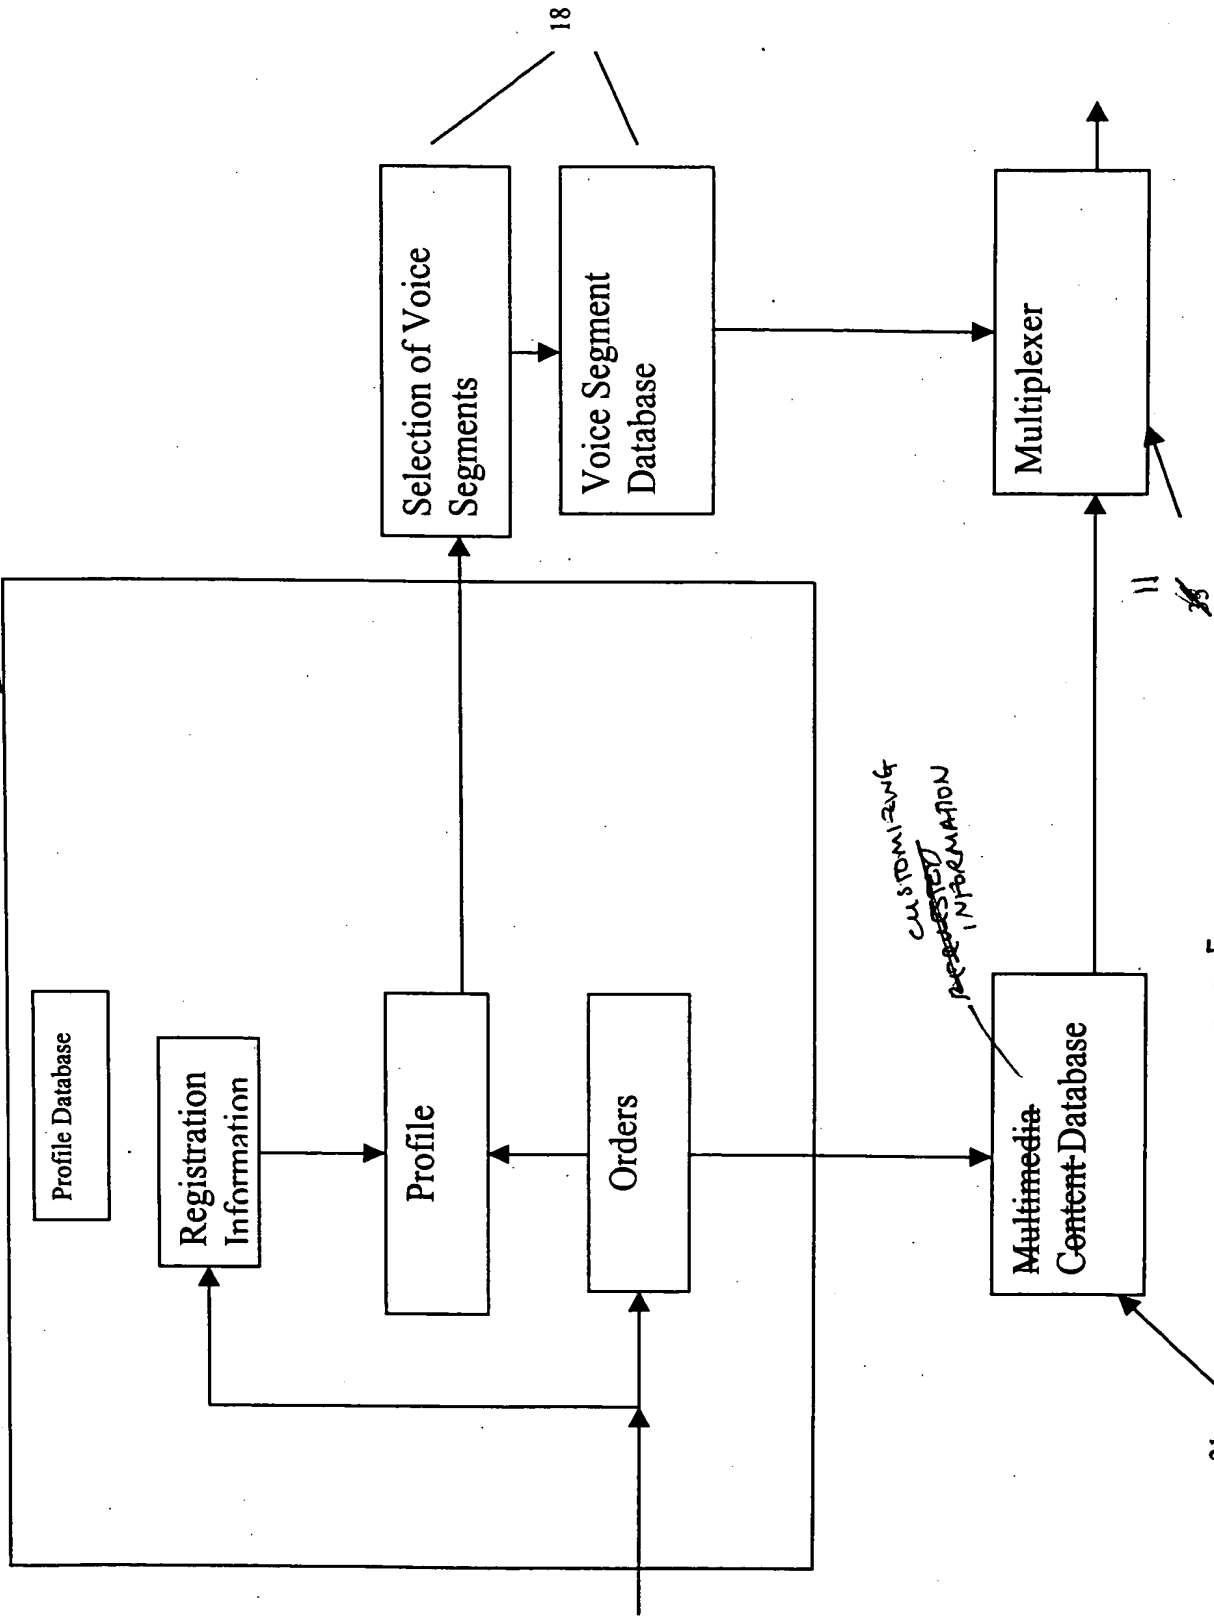 Profile Database
Registration
Information
Profile
Orders
Selection of Voice
Segments
18
Voice Segment
Database
CUSTOMIZING
REQUESTED
INFORMATION
Multimedia
Content Database
Multiplexer
11